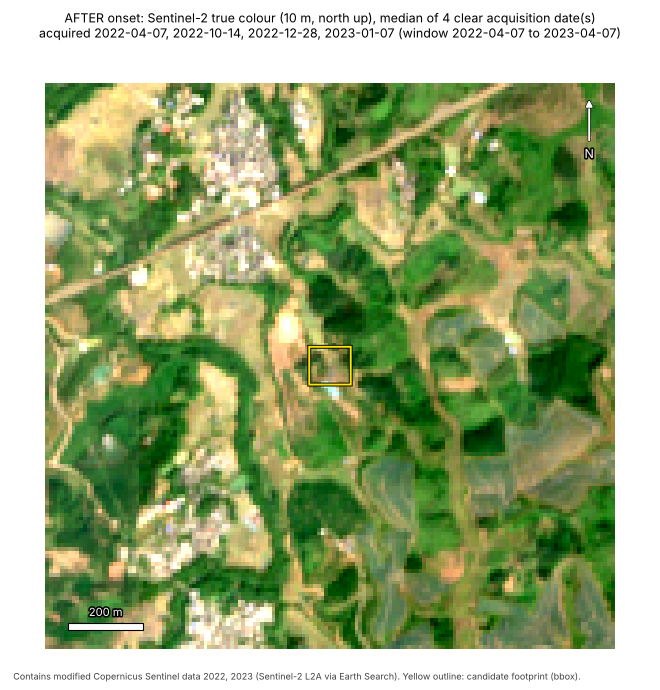 AFTER onset: Sentinel-2 true colour (10 m, north up), median of 4 clear acquisition date(s)
acquired 2022-04-07, 2022-10-14, 2022-12-28, 2023-01-07 (window 2022-04-07 to 2023-04-07)
N
200 m
Contains modified Copernicus Sentinel data 2022, 2023 (Sentinel-2 L2A via Earth Search). Yellow outline: candidate footprint (bbox).